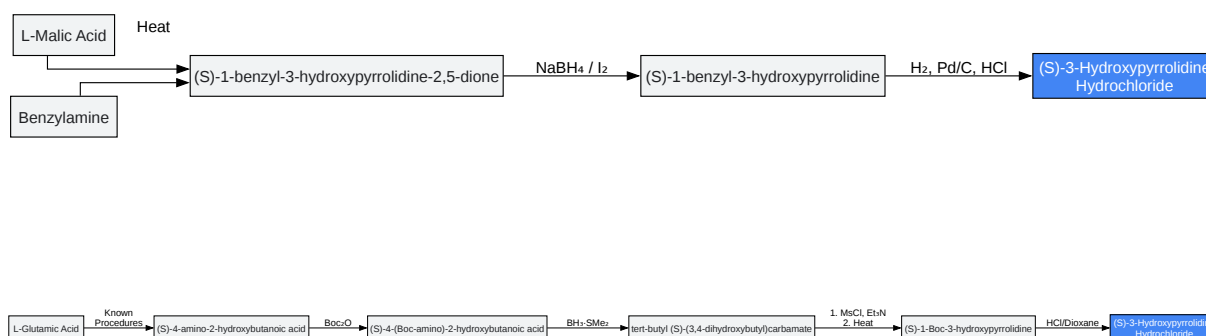 L-Malic Acid
Heat
(S)-1-benzyl-3-hydroxypyrrolidine-2,5-dione
NaBH₄ / I₂
(S)-1-benzyl-3-hydroxypyrrolidine
H₂, Pd/C, HCl
(S)-3-Hydroxypyrrolidine
Hydrochloride
Benzylamine
L-Glutamic Acid
Known
Procedures
(S)-4-amino-2-hydroxybutanoic acid
Boc₂O
(S)-4-(Boc-amino)-2-hydroxybutanoic acid
BH₃·SMe₂
tert-butyl (S)-(3,4-dihydroxybutyl)carbamate
1. MsCl, Et₃N
2. Heat
(S)-1-Boc-3-hydroxypyrrolidine
HCl/Dioxane
(S)-3-Hydroxypyrrolidine
Hydrochloride